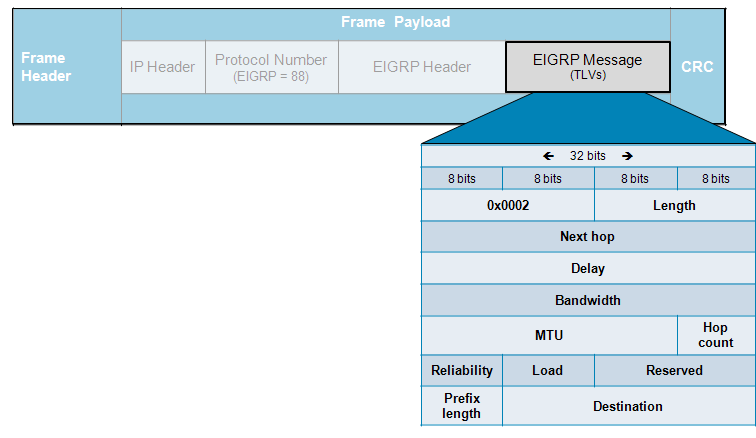 Frame Payload
Frame
Header
IP Header
Protocol Number
(EIGRP = 88)
EIGRP Header
EIGRP Message
(TLVs)
CRC
← 32 bits →
8 bits 8 bits 8 bits 8 bits
0x0002 Length
Next hop
Delay
Bandwidth
MTU Hop
count
Reliability Load Reserved
Prefix
length Destination